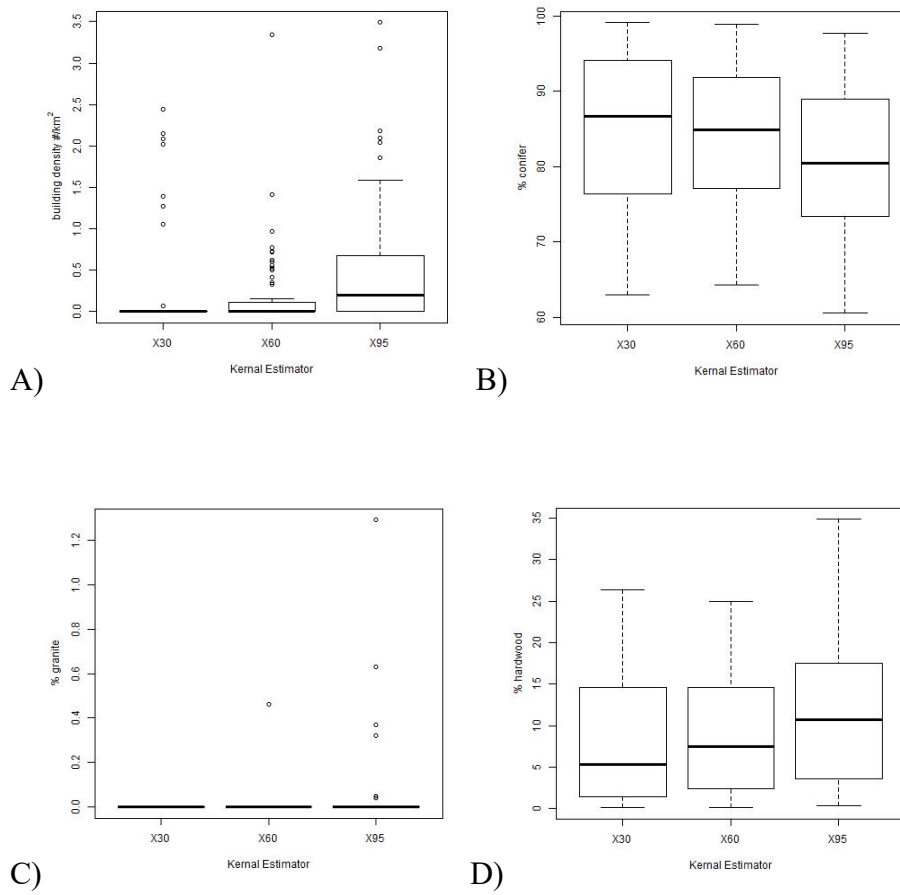 building density #/km²
3.5
3.0
2.5
2.0
1.5
1.0
0.5
0.0
X30 X60 X95
Kernal Estimator
A)
% conifer
100
90
80
70
60
X30 X60 X95
Kernal Estimator
B)
% granite
1.2
1.0
0.8
0.6
0.4
0.2
0.0
X30 X60 X95
Kernal Estimator
C)
% hardwood
35
30
25
20
15
10
5
0
X30 X60 X95
Kernal Estimator
D)